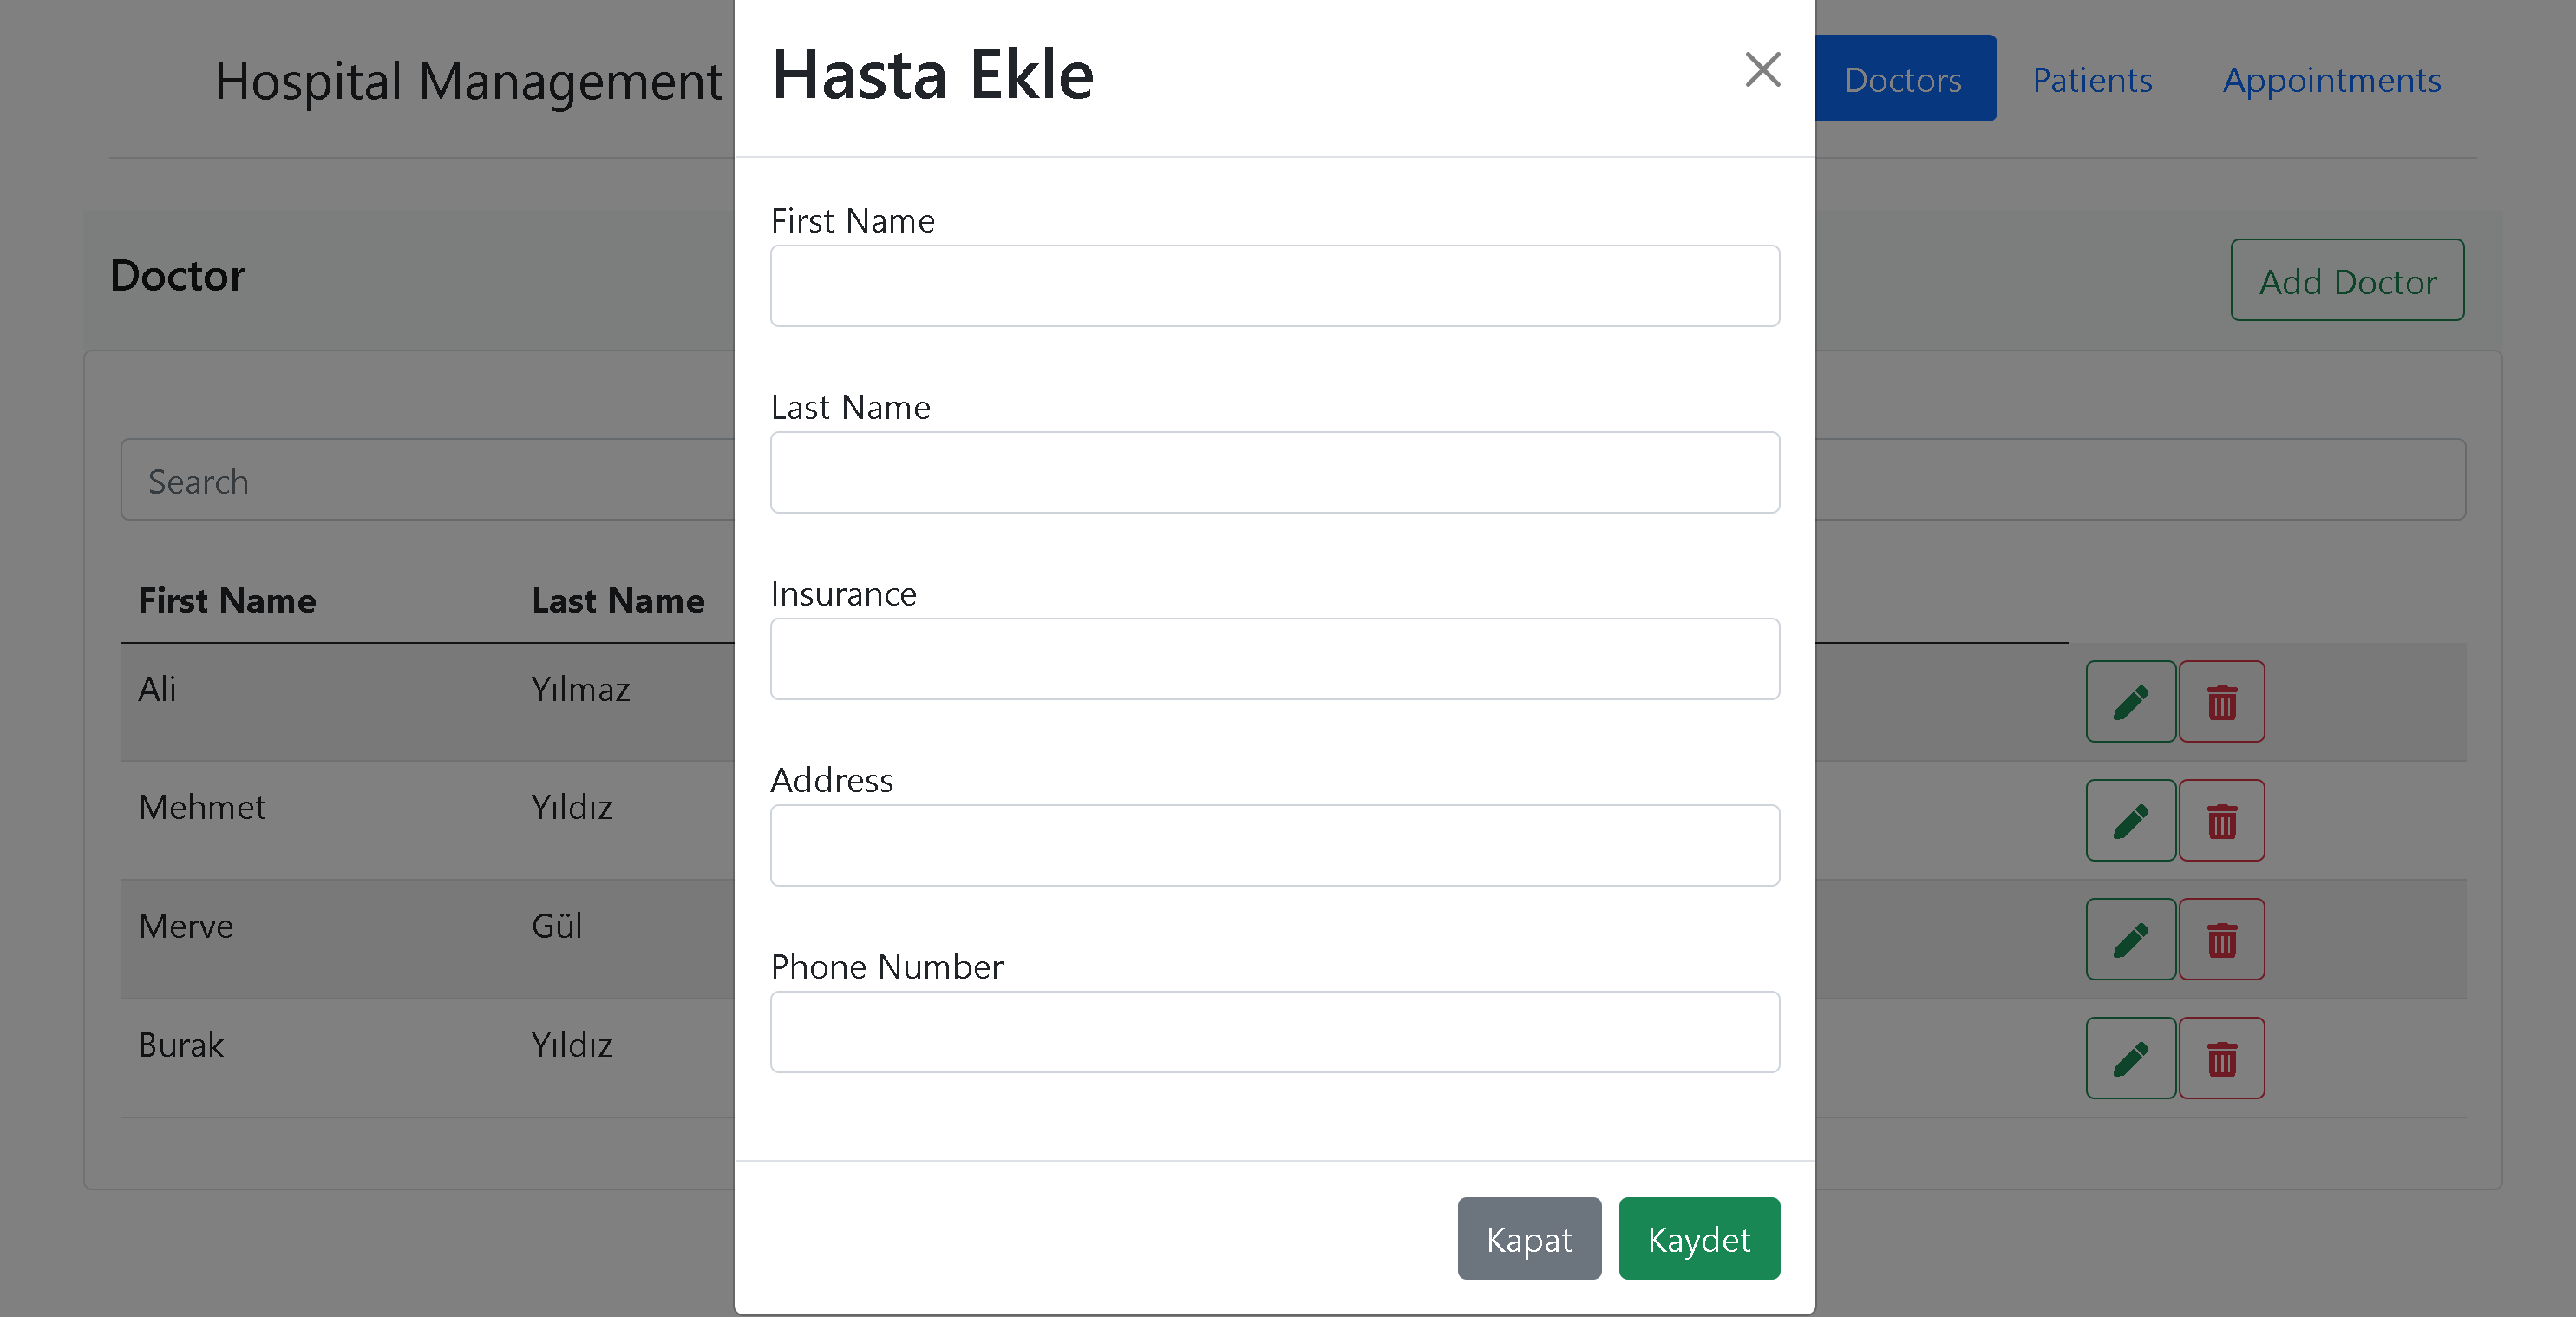 Hospital Management
Doctors
Patients
Appointments
Hasta Ekle
Doctor
Add Doctor
Search
First Name
Last Name
Ali
Yılmaz
Mehmet
Yıldız
Merve
Gül
Burak
Yıldız
First Name
Last Name
Insurance
Address
Phone Number
Kapat
Kaydet